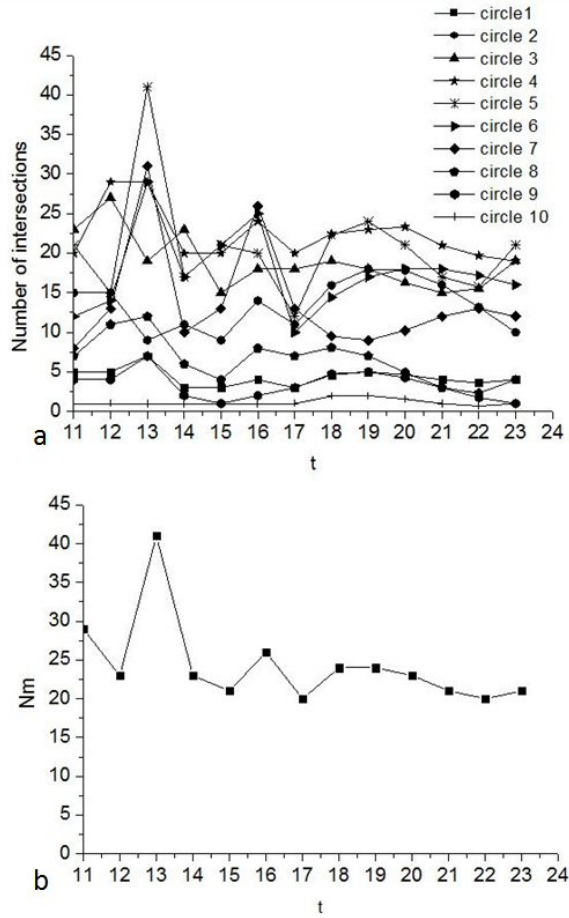 circle1
circle 2
circle 3
circle 4
circle 5
circle 6
circle 7
circle 8
circle 9
circle 10
Number of intersections
45
40
35
30
25
20
15
10
5
0
11 12 13 14 15 16 17 18 19 20 21 22 23 24
t
a
Nm
45
40
35
30
25
20
15
10
5
0
11 12 13 14 15 16 17 18 19 20 21 22 23 24
t
b